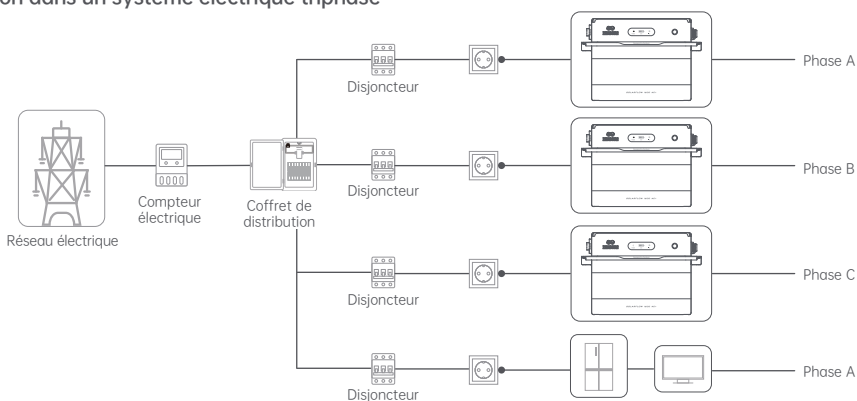 on dans un système électrique triphasé
Disjoncteur
Phase A
Réseau électrique
Compteur
électrique
Coffret de
distribution
Disjoncteur
Phase B
Disjoncteur
Phase C
Disjoncteur
Phase A